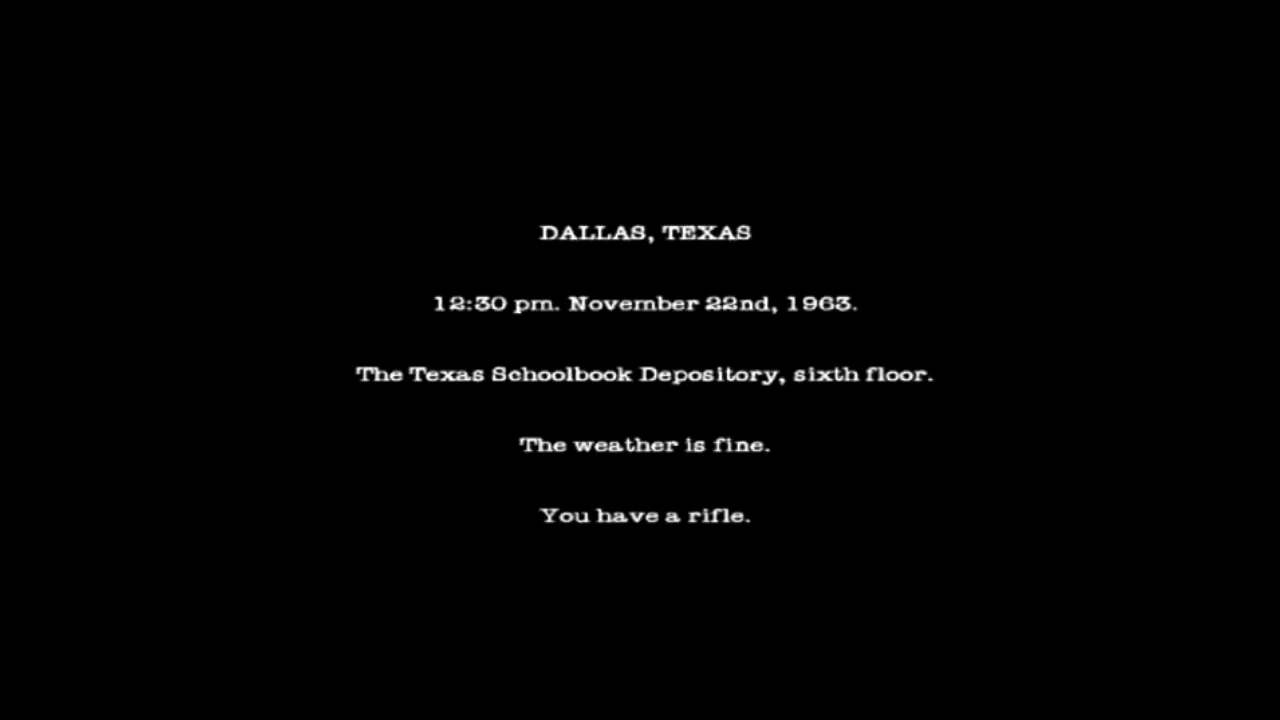 DALLAS, TEXAS
12:30 pm. November 22nd, 1963.
The Texas Schoolbook Depository, sixth floor.
The weather is fine.
You have a rifle.